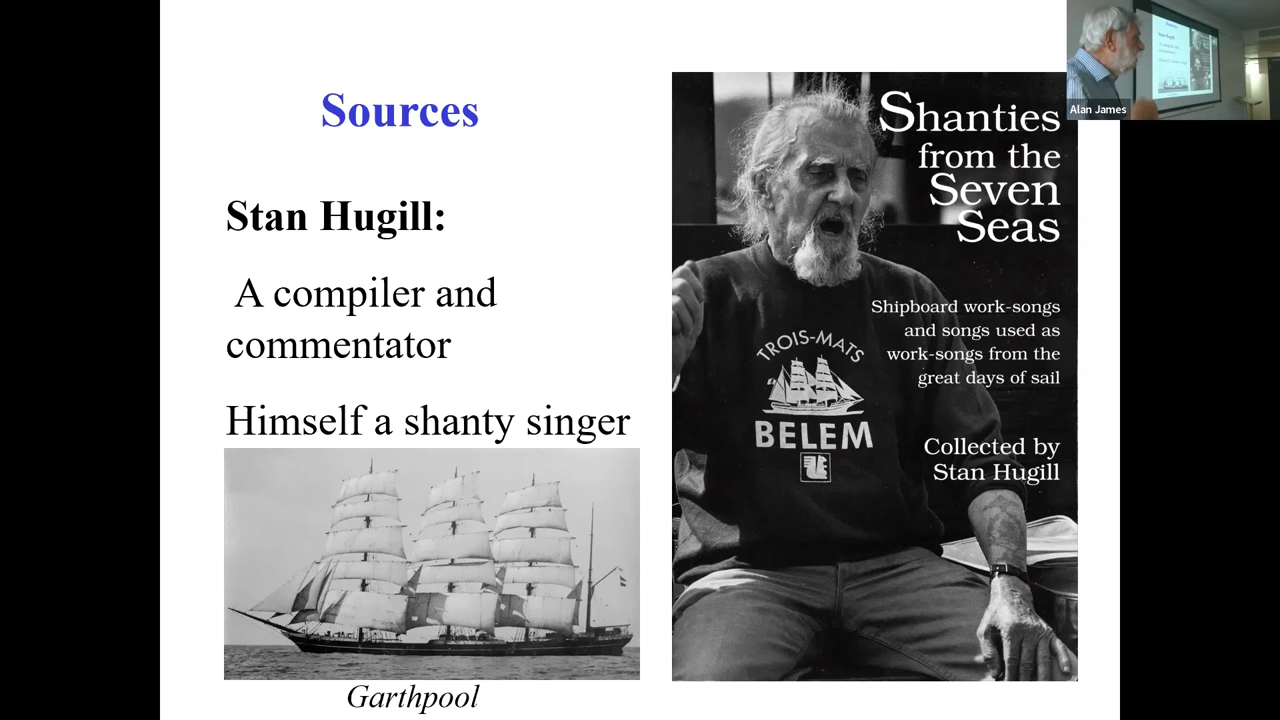 Sources
Stan Hugill:
A compiler and
commentator
Himself a shanty singer
Garthpool
Shanties
from the
Seven
Seas
Shipboard work-songs
and songs used as
work-songs from the
great days of sail
Collected by
Stan Hugill
TROIS-MATS
BELEM
Alan James